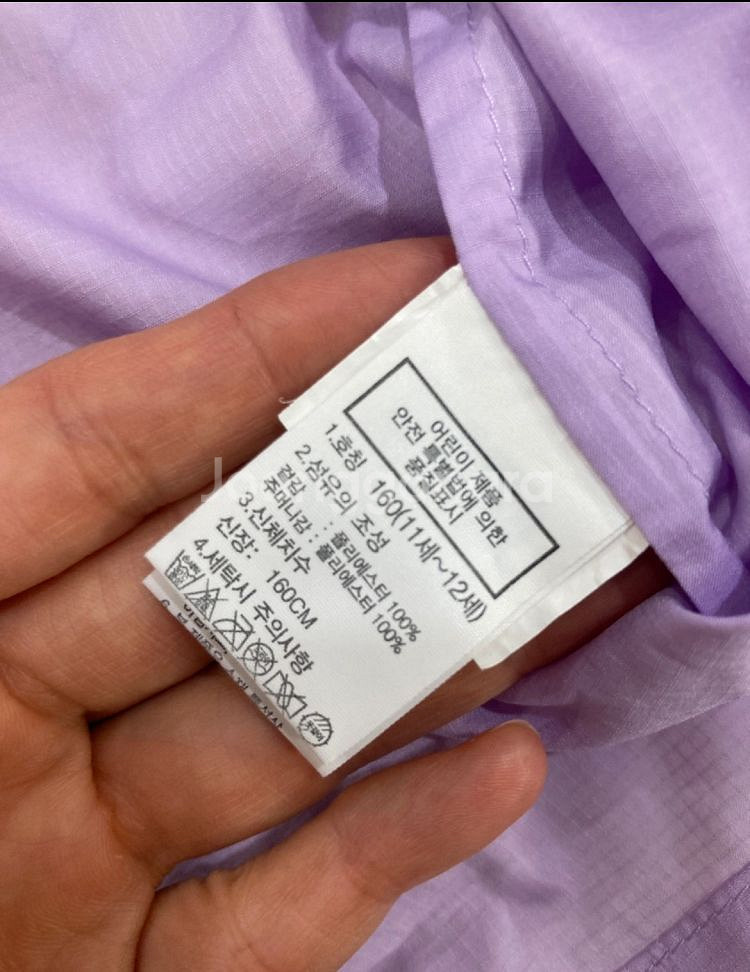 어린이 제품
안전 특별법에 의한
품질표시
1.호칭 160(11세~12세)
2.섬유의 조성
겉감 : 폴리에스터 100%
주머니감 : 폴리에스터 100%
3.신체치수
신장: 160CM
4.세탁시 주의사항